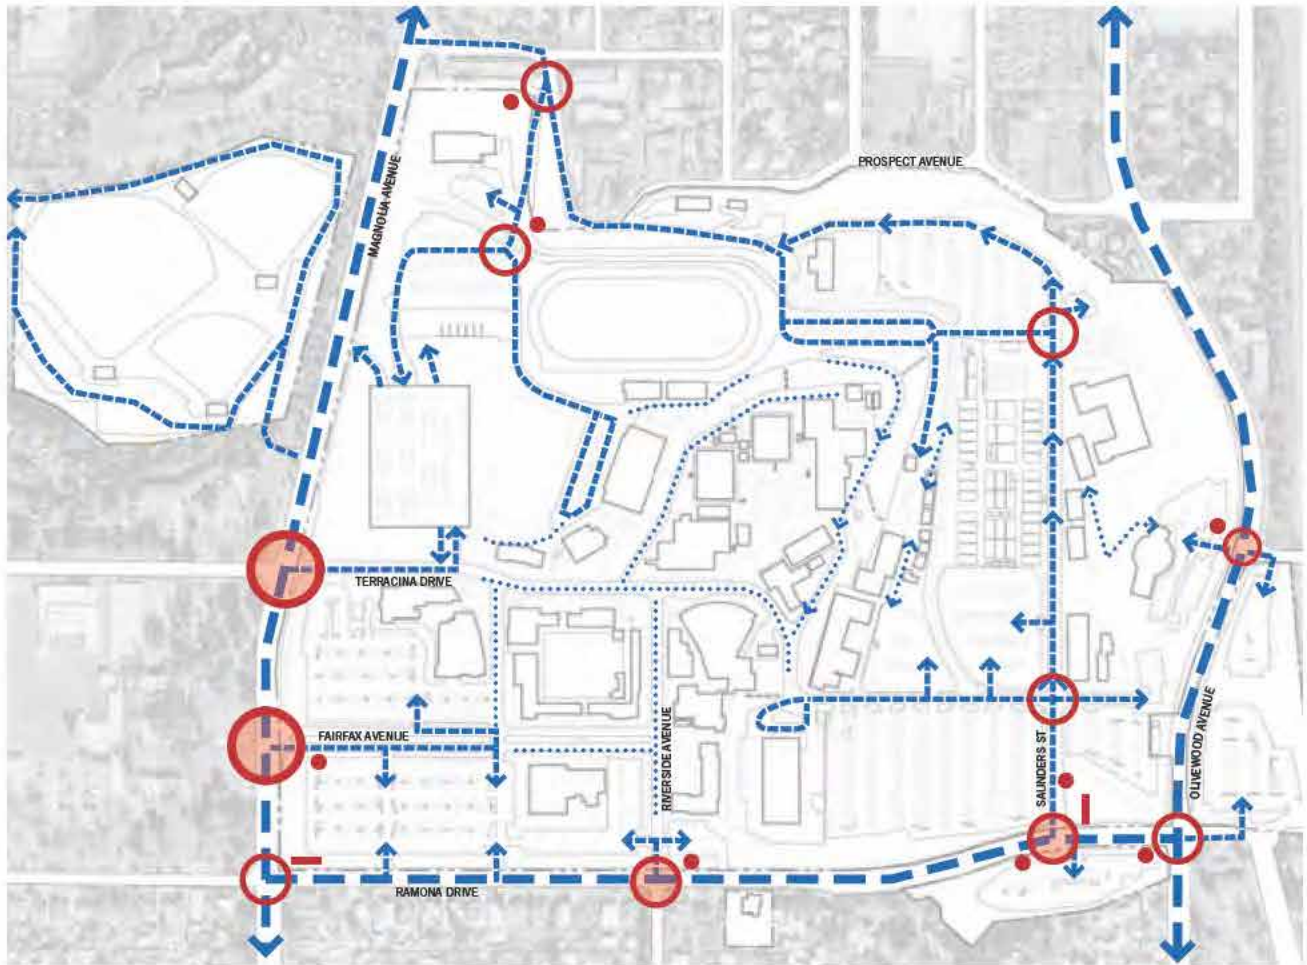 PROSPECT AVENUE
MAGNOLIA AVENUE
TERRACINA DRIVE
FAIRFAX AVENUE
RIVERSIDE AVENUE
SAUNDERS ST
OLIVEWOOD AVENUE
RAMONA DRIVE